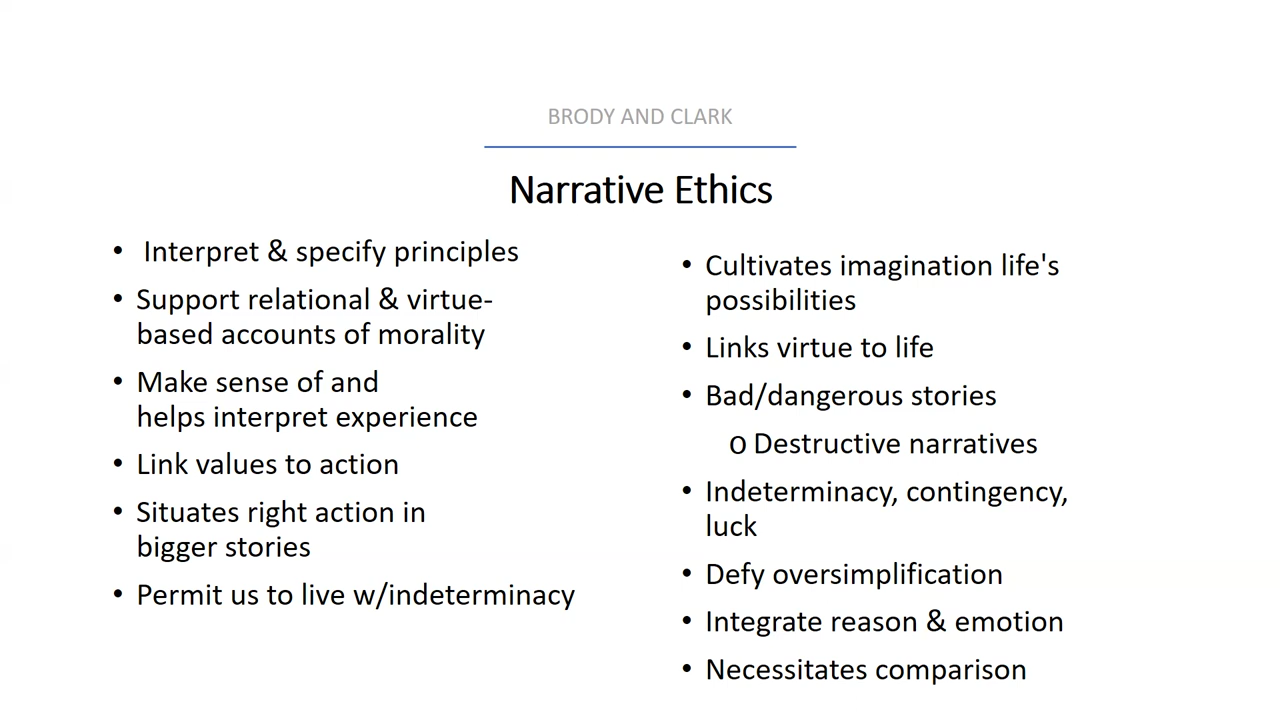 BRODY AND CLARK
Narrative Ethics
• Interpret & specify principles
• Support relational & virtue-
based accounts of morality
• Make sense of and
helps interpret experience
• Link values to action
• Situates right action in
bigger stories
• Permit us to live w/indeterminacy
• Cultivates imagination life's
possibilities
• Links virtue to life
• Bad/dangerous stories
o Destructive narratives
• Indeterminacy, contingency,
luck
• Defy oversimplification
• Integrate reason & emotion
• Necessitates comparison